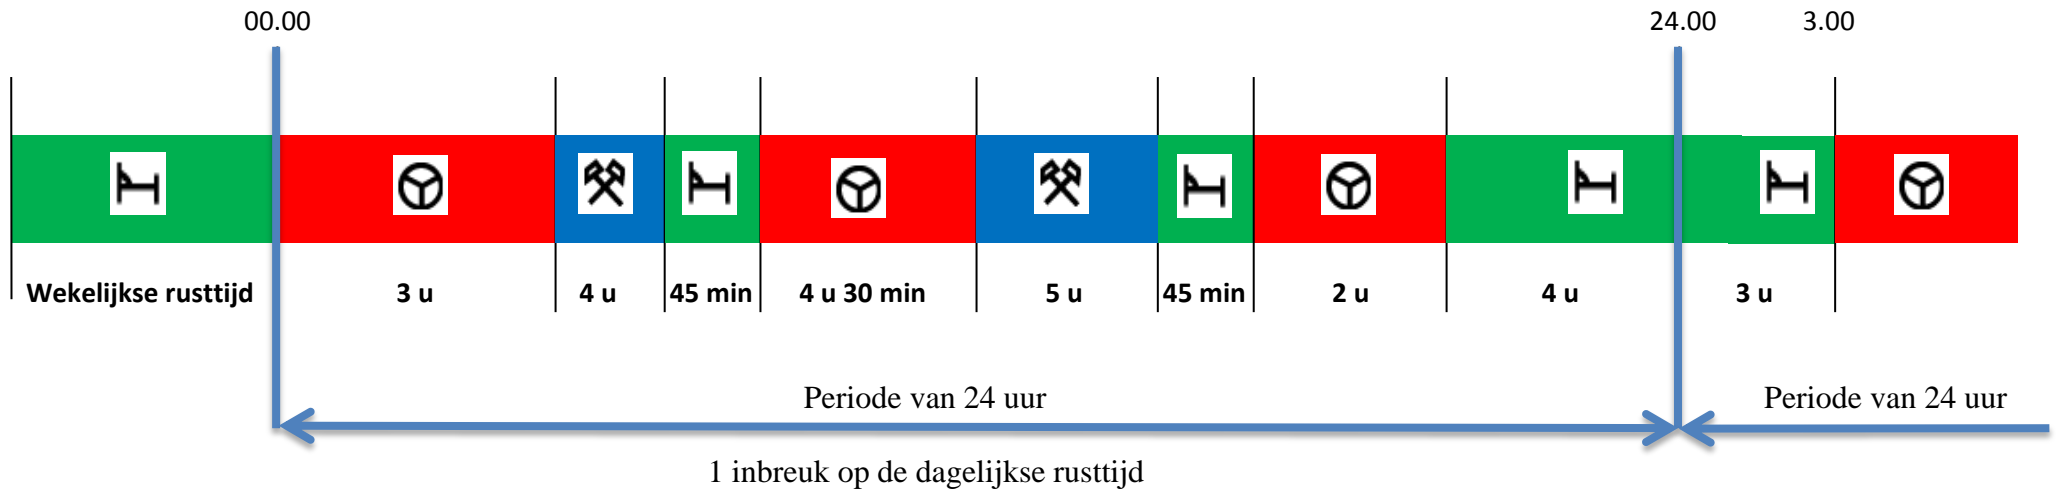 00.00 24.00 3.00
Wekelijkse rusttijd 3 u 4 u 45 min 4 u 30 min 5 u 45 min 2 u 4 u 3 u
Periode van 24 uur Periode van 24 uur
1 inbreuk op de dagelijkse rusttijd